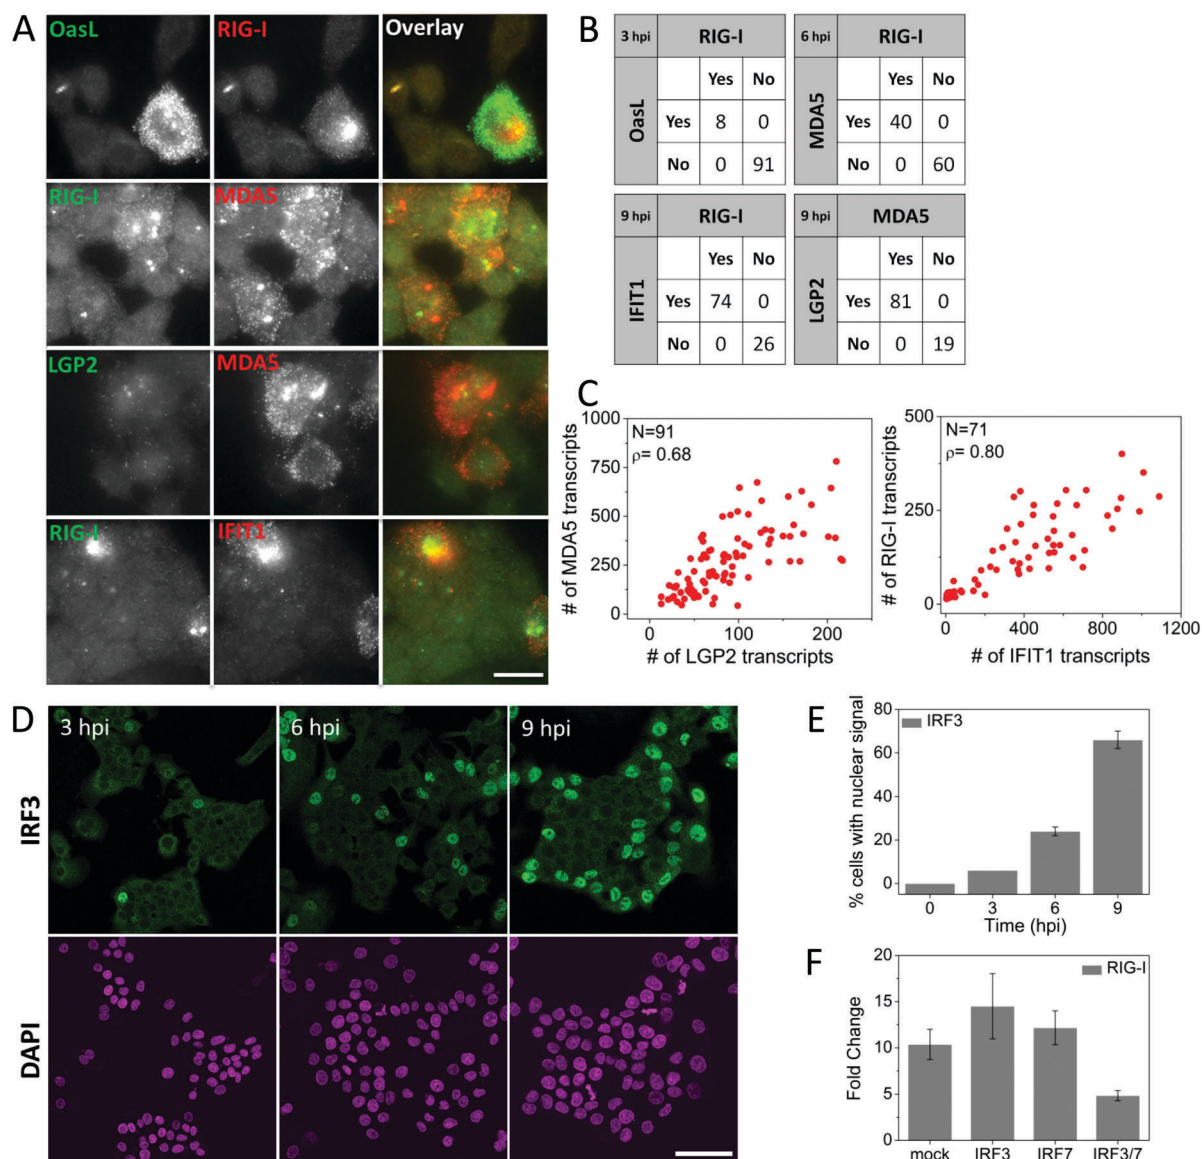 A
OasL
RIG-I
Overlay
RIG-I
MDA5
LGP2
MDA5
RIG-I
IFIT1
B
3 hpi RIG-I
OasL
Yes No
Yes 8 0
No 0 91
6 hpi RIG-I
MDA5
Yes No
Yes 40 0
No 0 60
9 hpi RIG-I
IFIT1
Yes No
Yes 74 0
No 0 26
9 hpi MDA5
LGP2
Yes No
Yes 81 0
No 0 19
C
# of MDA5 transcripts
1000
750
500
250
0
N=91
ρ= 0.68
0 100 200
# of LGP2 transcripts
# of RIG-I transcripts
500
250
0
N=71
ρ= 0.80
0 400 800 1200
# of IFIT1 transcripts
D
3 hpi
6 hpi
9 hpi
IRF3
DAPI
E
% cells with nuclear signal
80
60
40
20
0
IRF3
0 3 6 9
Time (hpi)
F
Fold Change
20
15
10
5
0
RIG-I
mock IRF3 IRF7 IRF3/7